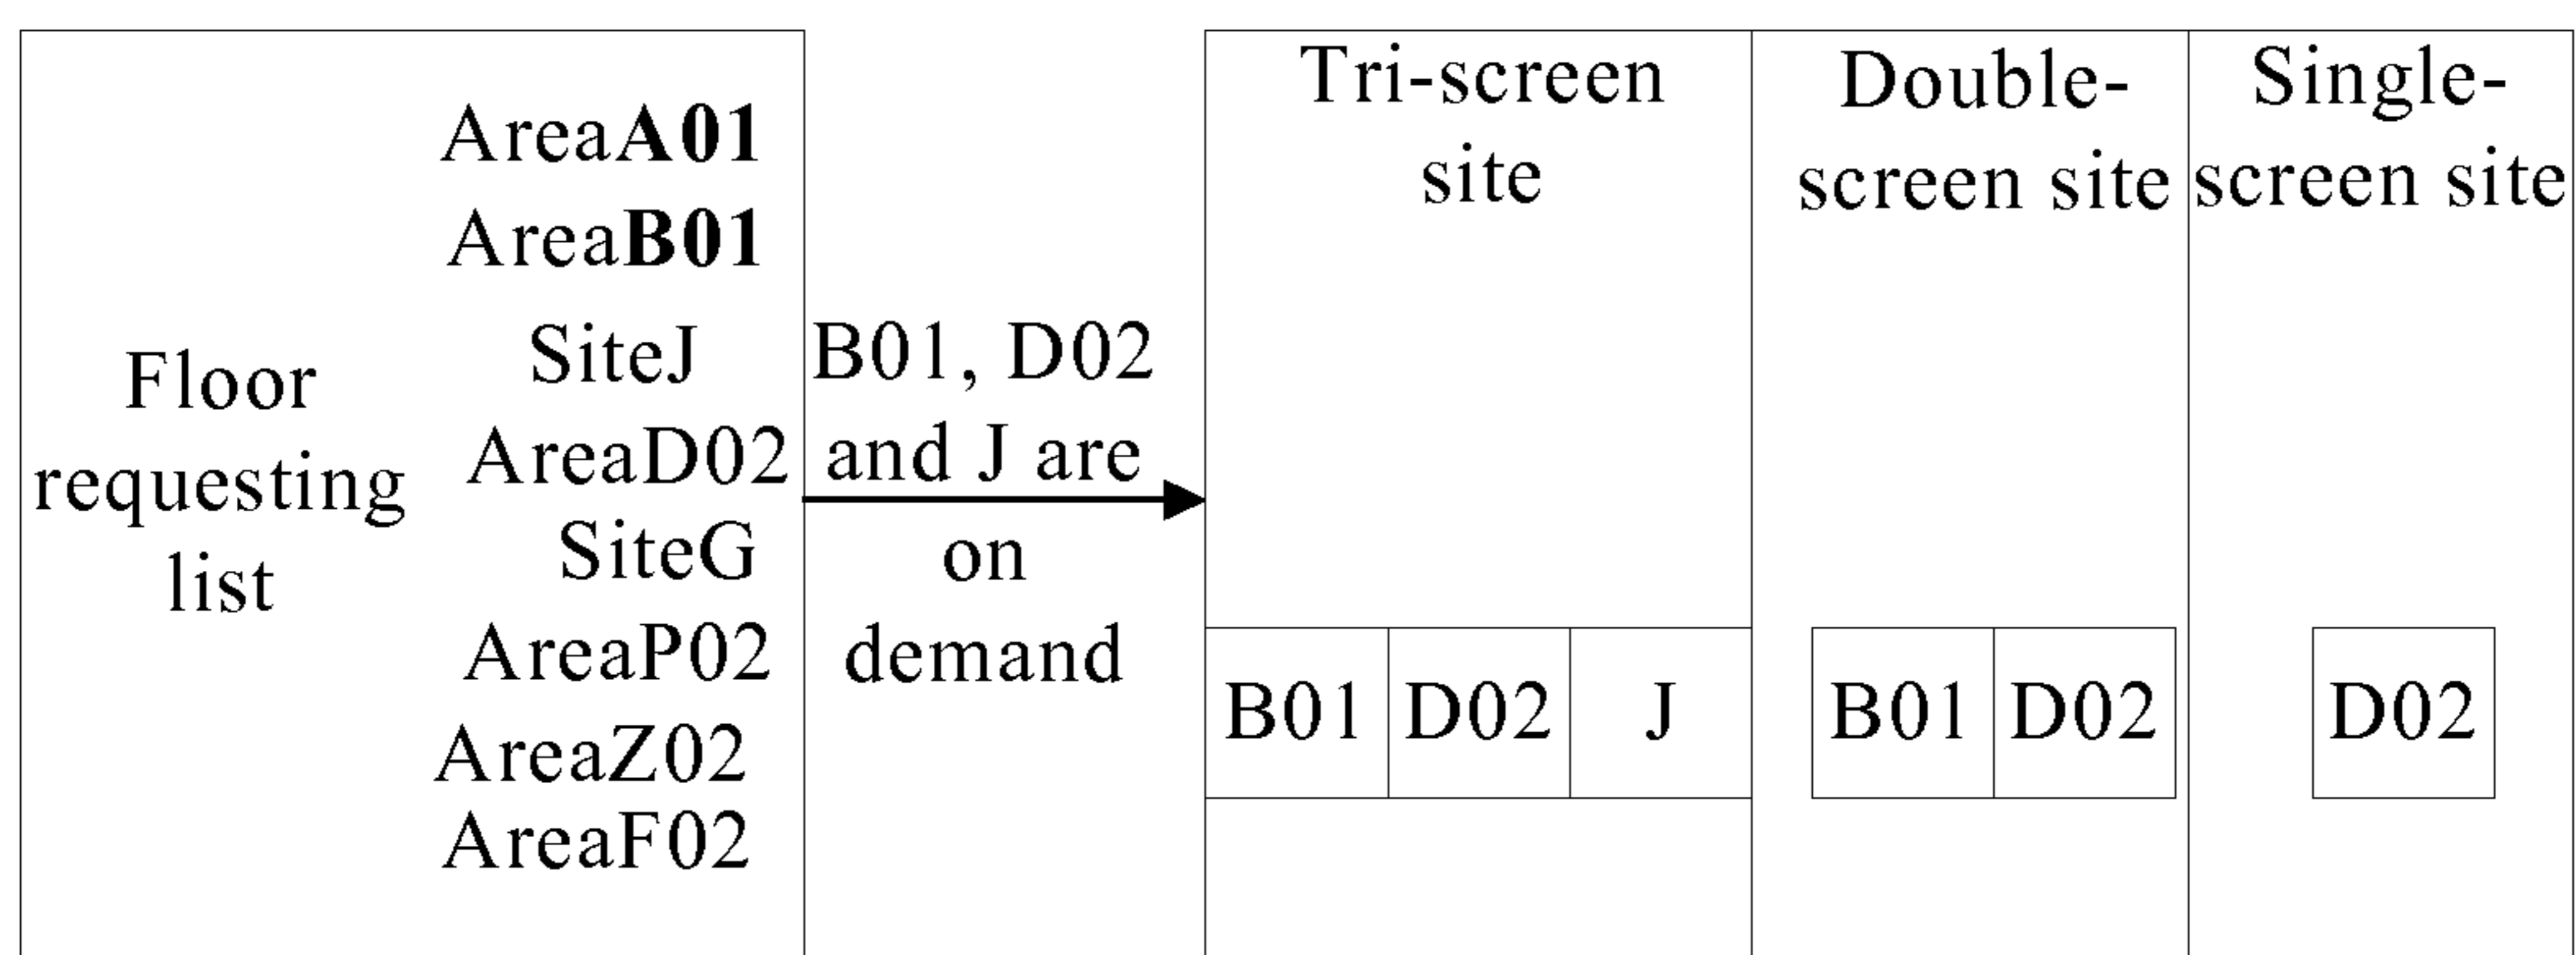 Floor
requesting
list
AreaA01
AreaB01
SiteJ
AreaD02
SiteG
AreaP02
AreaZ02
AreaF02
B01, D02
and J are
on
demand
Tri-screen
site
B01 D02 J
Double-
screen site
B01 D02
Single-
screen site
D02